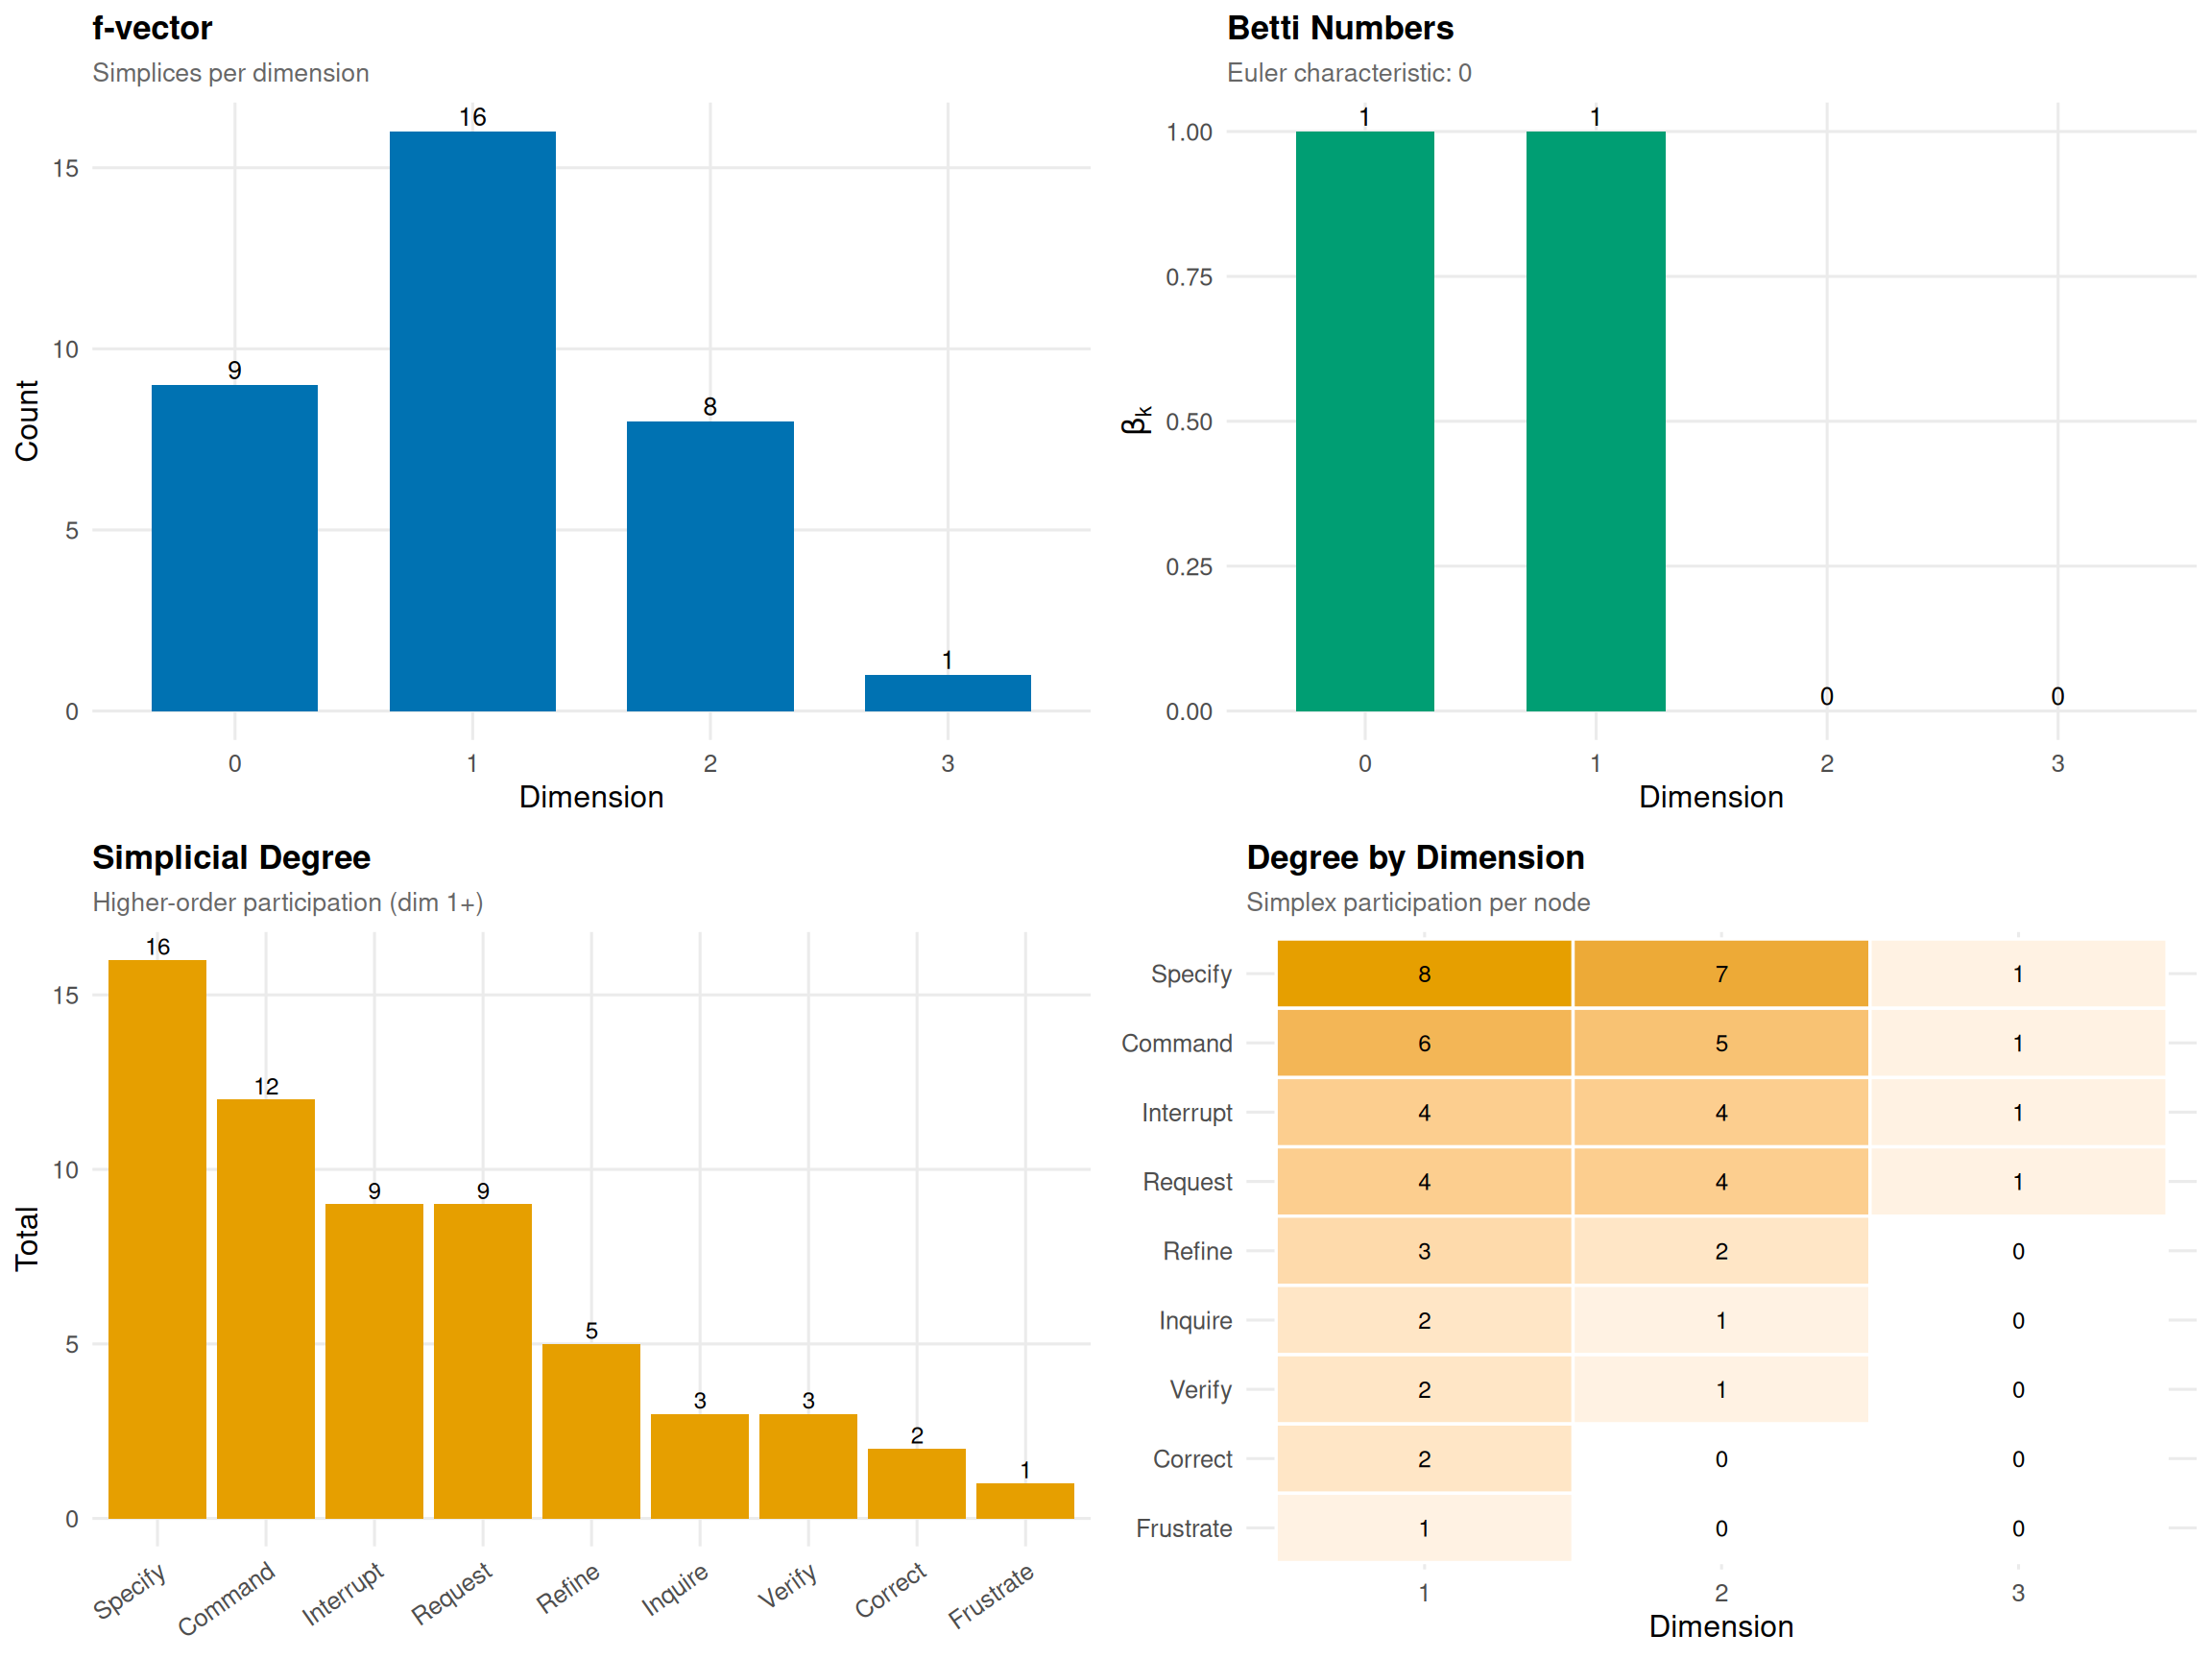 f-vector
Simplices per dimension
16
15
10
9
8
Count
5
1
0
0 1 2 3
Dimension
Betti Numbers
Euler characteristic: 0
1 1
1.00
0.75
βk 0.50
0.25
0 0
0.00
0 1 2 3
Dimension
Simplicial Degree
Higher-order participation (dim 1+)
16
15
12
10
9 9
Total
5
5
3 3
2
1
0
Specify Command Interrupt Request Refine Inquire Verify Correct Frustrate
Degree by Dimension
Simplex participation per node
Specify 8 7 1
Command 6 5 1
Interrupt 4 4 1
Request 4 4 1
Refine 3 2 0
Inquire 2 1 0
Verify 2 1 0
Correct 2 0 0
Frustrate 1 0 0
1 2 3
Dimension